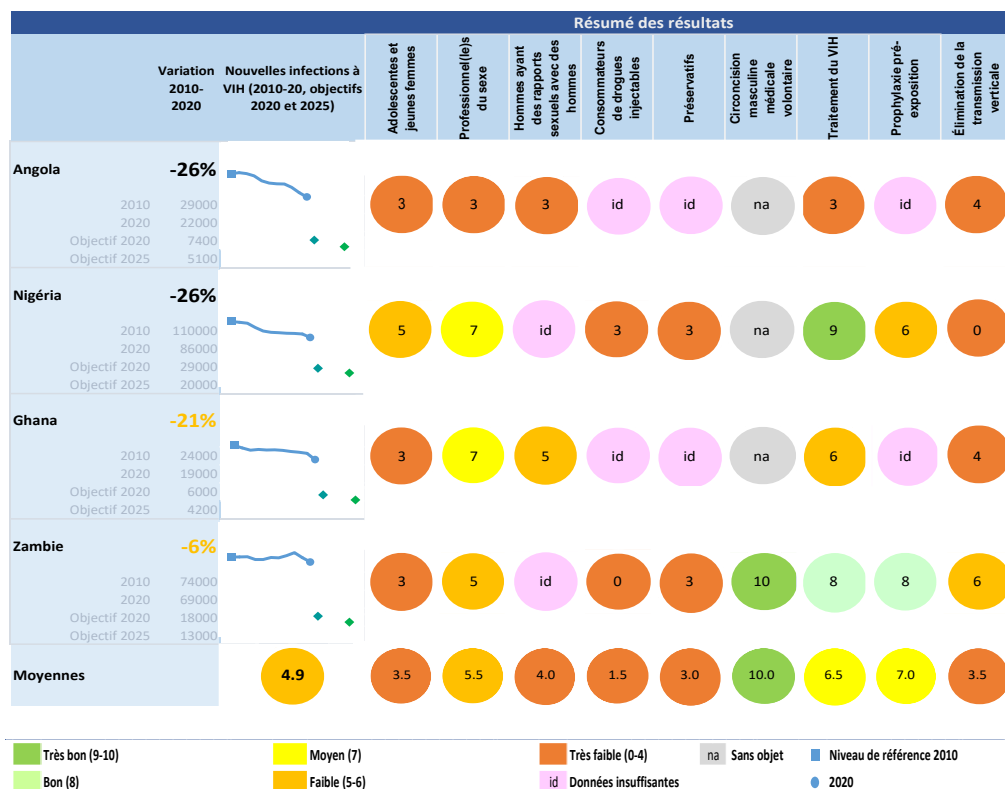 Résumé des résultats
Variation 2010-2020
Nouvelles infections à VIH (2010-20, objectifs 2020 et 2025)
Adolescentes et jeunes femmes
Professionnel(le)s du sexe
Hommes ayant des rapports sexuels avec des hommes
Consommateurs de drogues injectables
Préservatifs
Circoncision masculine médicale volontaire
Traitement du VIH
Prophylaxie pré-exposition
Élimination de la transmission verticale
Angola -26%
2010 29000
2020 22000
Objectif 2020 7400
Objectif 2025 5100
3 3 3 id id na 3 id 4
Nigéria -26%
2010 110000
2020 86000
Objectif 2020 29000
Objectif 2025 20000
5 7 id 3 3 na 9 6 0
Ghana -21%
2010 24000
2020 19000
Objectif 2020 6000
Objectif 2025 4200
3 7 5 id id na 6 id 4
Zambie -6%
2010 74000
2020 69000
Objectif 2020 18000
Objectif 2025 13000
3 5 id 0 3 10 8 8 6
Moyennes 4.9 3.5 5.5 4.0 1.5 3.0 10.0 6.5 7.0 3.5
Très bon (9-10) Moyen (7) Très faible (0-4) na Sans objet Niveau de référence 2010
Bon (8) Faible (5-6) id Données insuffisantes 2020